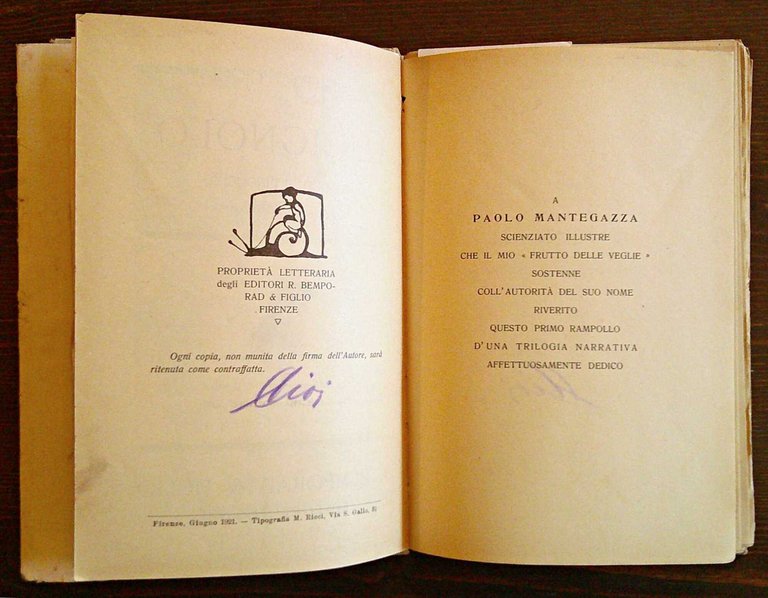 PROPRIETÀ LETTERARIA
degli EDITORI R. BEMPO-
RAD & FIGLIO
FIRENZE
Ogni copia, non munita della firma dell'Autore, sarà
ritenuta come contraffatta.
Firenze, Giugno 1921. — Tipografia M. Ricci, Via S. Gallo, 31
A
PAOLO MANTEGAZZA
SCIENZIATO ILLUSTRE
CHE IL MIO « FRUTTO DELLE VEGLIE »
SOSTENNE
COLL'AUTORITÀ DEL SUO NOME
RIVERITO
QUESTO PRIMO RAMPOLLO
D'UNA TRILOGIA NARRATIVA
AFFETTUOSAMENTE DEDICO